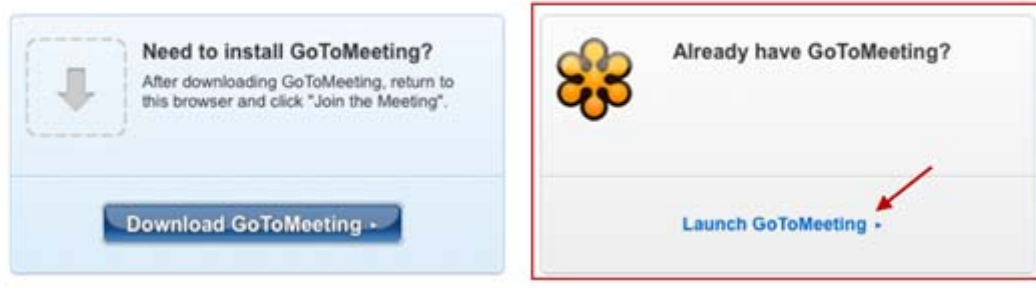 Need to install GoToMeeting?
After downloading GoToMeeting, return to
this browser and click "Join the Meeting".
Download GoToMeeting
Already have GoToMeeting?
Launch GoToMeeting